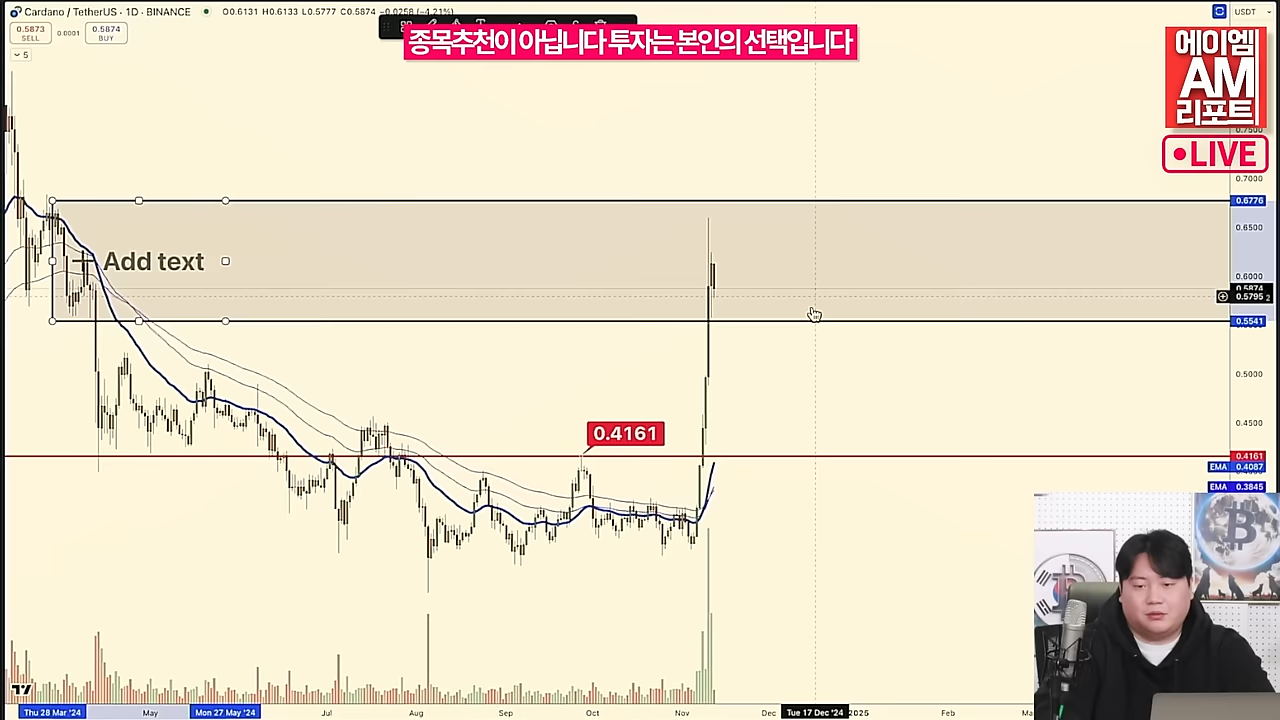 Cardano / TetherUS · 1D · BINANCE
O0.6131 H0.6133 L0.5777 C0.5874 −0.0258 (−4.21%)
USDT
0.5873
SELL
0.0001
0.5874
BUY
5
종목추천이 아닙니다 투자는 본인의 선택입니다
에이엠
AM
리포트
LIVE
0.7500
0.7000
0.6776
0.6500
0.6000
0.5874
0.5795
0.5541
0.5000
0.4500
0.4161
EMA 0.4087
EMA 0.3845
Add text
0.4161
Thu 28 Mar '24
May
Mon 27 May '24
Jul
Aug
Sep
Oct
Nov
Dec
Tue 17 Dec '24
2025
Feb